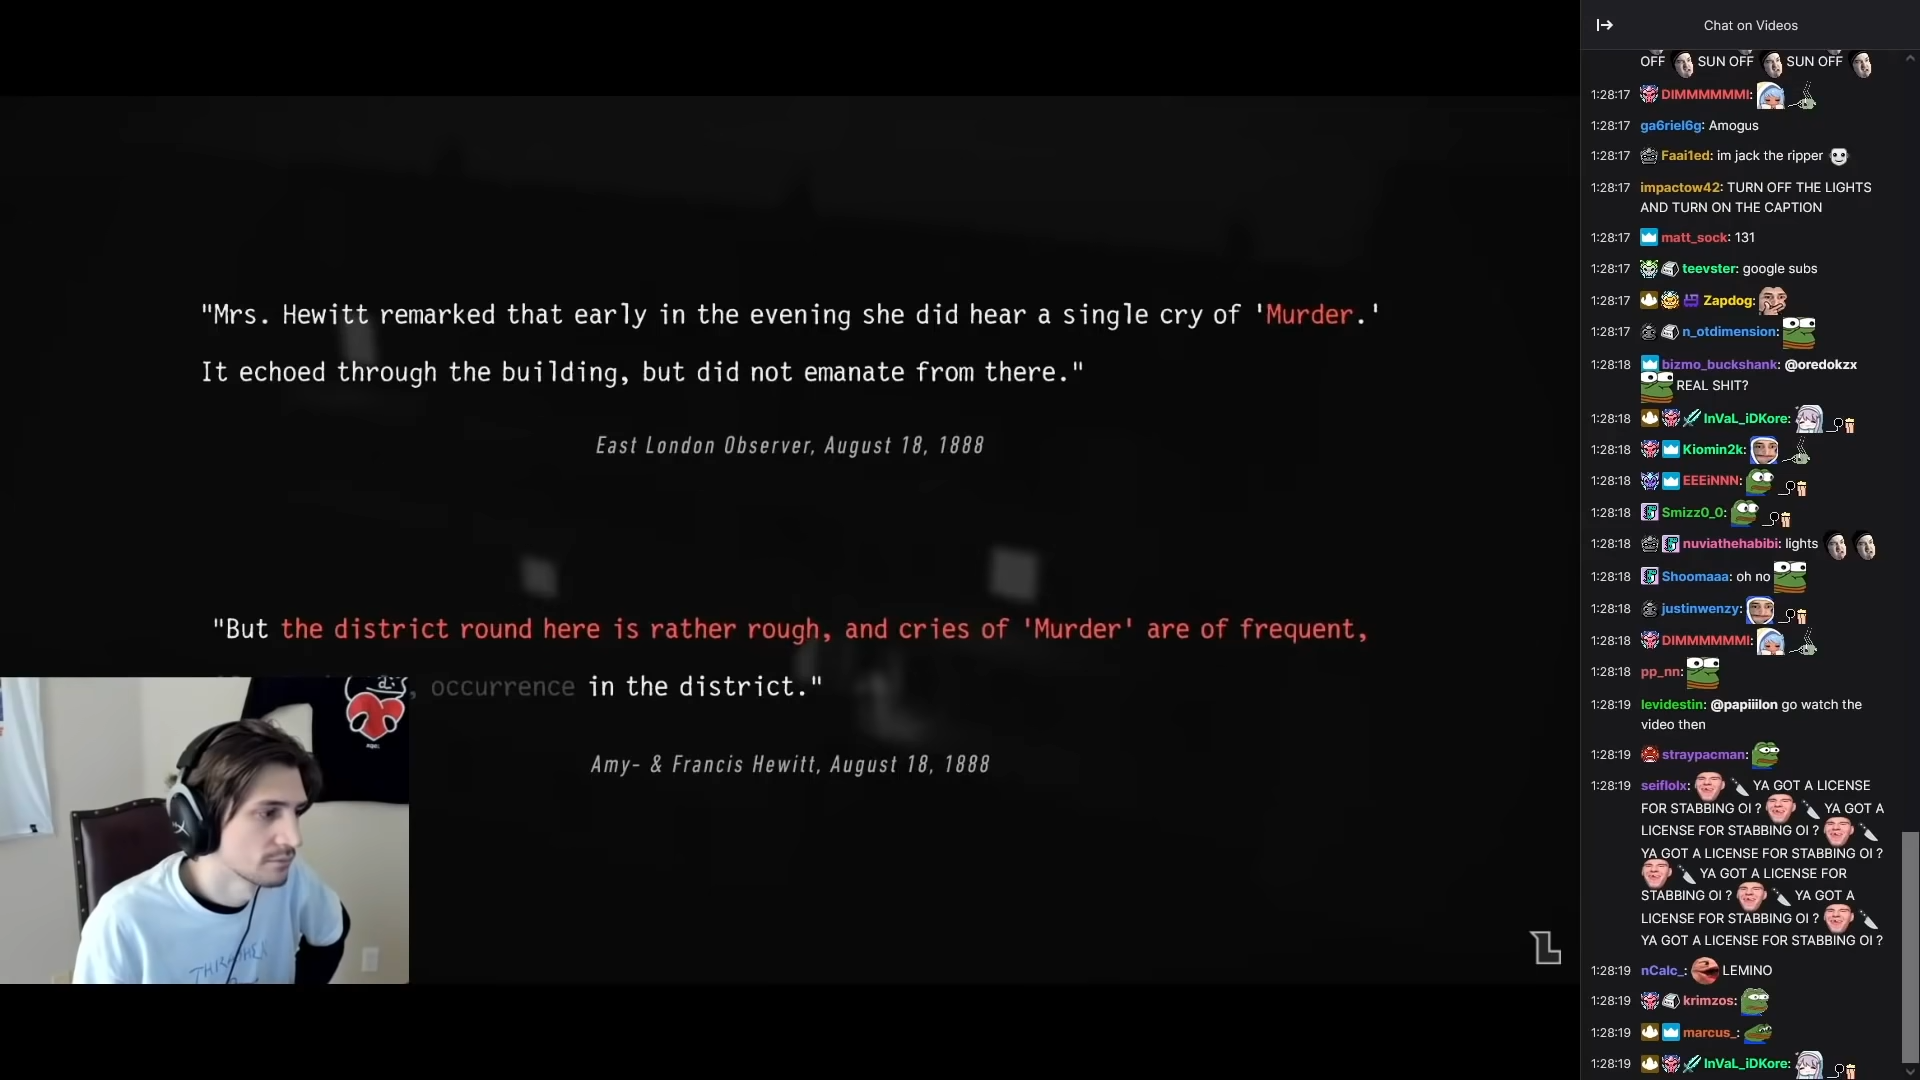 "Mrs. Hewitt remarked that early in the evening she did hear a single cry of 'Murder.'
It echoed through the building, but did not emanate from there."
East London Observer, August 18, 1888
"But the district round here is rather rough, and cries of 'Murder' are of frequent,
, occurrence in the district."
Amy- & Francis Hewitt, August 18, 1888
Chat on Videos
OFF SUN OFF SUN OFF
1:28:17 DIMMMMMMI:
1:28:17 ga6riel6g: Amogus
1:28:17 Faai1ed: im jack the ripper
1:28:17 impactow42: TURN OFF THE LIGHTS
AND TURN ON THE CAPTION
1:28:17 matt_sock: 131
1:28:17 teevster: google subs
1:28:17 Zapdog:
1:28:17 n_otdimension:
1:28:18 bizmo_buckshank: @oredokzx
REAL SHIT?
1:28:18 InVaL_iDKore:
1:28:18 Kiomin2k:
1:28:18 EEEiNNN:
1:28:18 Smizz0_0:
1:28:18 nuviathehabibi: lights
1:28:18 Shoomaaa: oh no
1:28:18 justinwenzy:
1:28:18 DIMMMMMMI:
1:28:18 pp_nn:
1:28:19 levidestin: @papiiilon go watch the
video then
1:28:19 straypacman:
1:28:19 seiflolx: YA GOT A LICENSE
FOR STABBING OI ? YA GOT A
LICENSE FOR STABBING OI ?
YA GOT A LICENSE FOR STABBING OI ?
YA GOT A LICENSE FOR
STABBING OI ? YA GOT A
LICENSE FOR STABBING OI ?
YA GOT A LICENSE FOR STABBING OI ?
1:28:19 nCalc_: LEMINO
1:28:19 krimzos:
1:28:19 marcus_:
1:28:19 InVaL_iDKore: